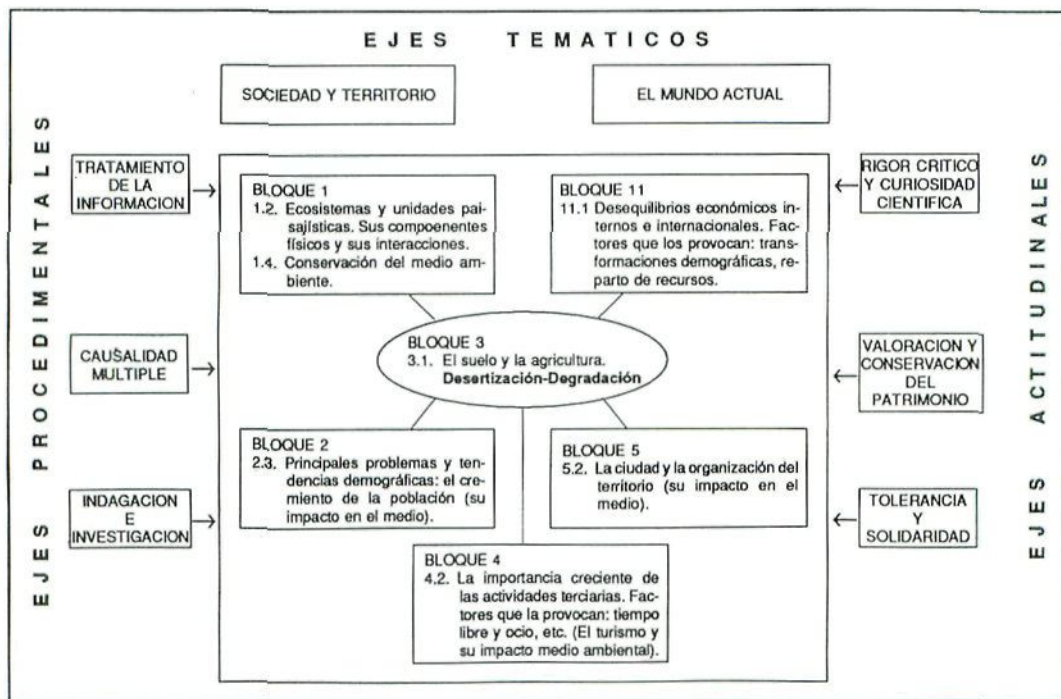 EJES TEMATICOS
SOCIEDAD Y TERRITORIO
EL MUNDO ACTUAL
EJES PROCEDIMENTALES
TRATAMIENTO
DE LA
INFORMACION
CAUSALIDAD
MULTIPLE
INDAGACION
E
INVESTIGACION
BLOQUE 1
1.2. Ecosistemas y unidades pai-
sajísticas. Sus compoenentes
físicos y sus interacciones.
1.4. Conservación del medio am-
biente.
BLOQUE 11
11.1 Desequilibrios económicos in-
ternos e internacionales. Fac-
tores que los provocan: trans-
formaciones demográficas, re-
parto de recursos.
BLOQUE 3
3.1. El suelo y la agricultura.
Desertización-Degradación
BLOQUE 2
2.3. Principales problemas y ten-
dencias demográficas: el cre-
miento de la población (su
impacto en el medio).
BLOQUE 5
5.2. La ciudad y la organización del
territorio (su impacto en el
medio).
BLOQUE 4
4.2. La importancia creciente de
las actividades terciarias. Fac-
tores que la provocan: tiempo
libre y ocio, etc. (El turismo y
su impacto medio ambiental).
RIGOR CRITICO
Y CURIOSIDAD
CIENTIFICA
VALORACION Y
CONSERVACION
DEL
PATRIMONIO
TOLERANCIA
Y
SOLIDARIDAD
EJES ACTITUDINALES